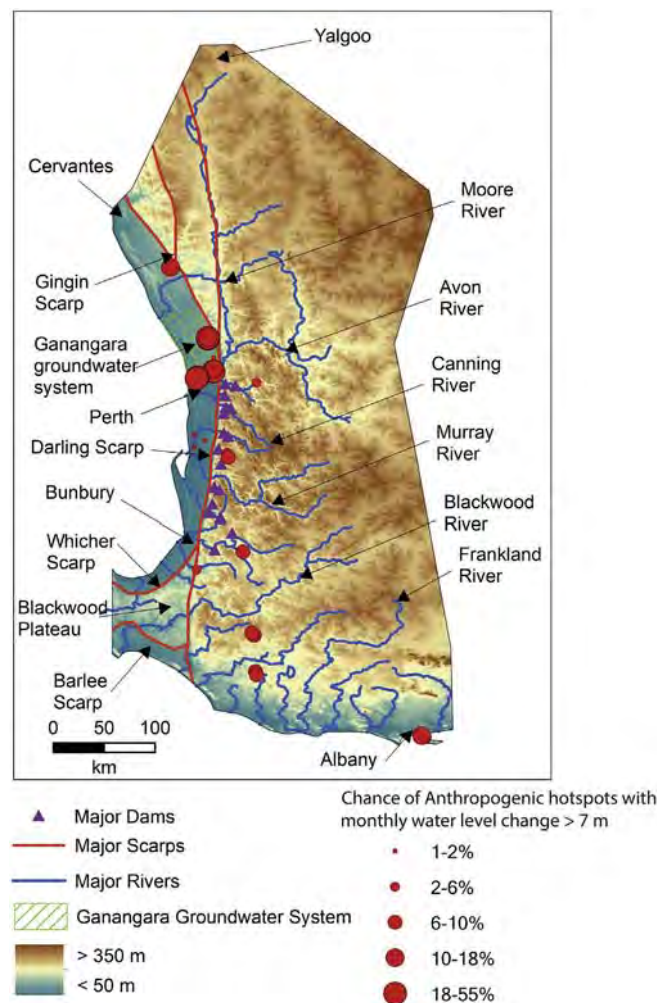 Yalgoo
Cervantes
Moore
River
Gingin
Scarp
Avon
River
Ganangara
groundwater
system
Canning
River
Perth
Darling Scarp
Murray
River
Bunbury
Blackwood
River
Whicher
Scarp
Frankland
River
Blackwood
Plateau
Barlee
Scarp
0 50 100
km
Albany
Major Dams
Major Scarps
Major Rivers
Ganangara Groundwater System
> 350 m
< 50 m
Chance of Anthropogenic hotspots with
monthly water level change > 7 m
1-2%
2-6%
6-10%
10-18%
18-55%